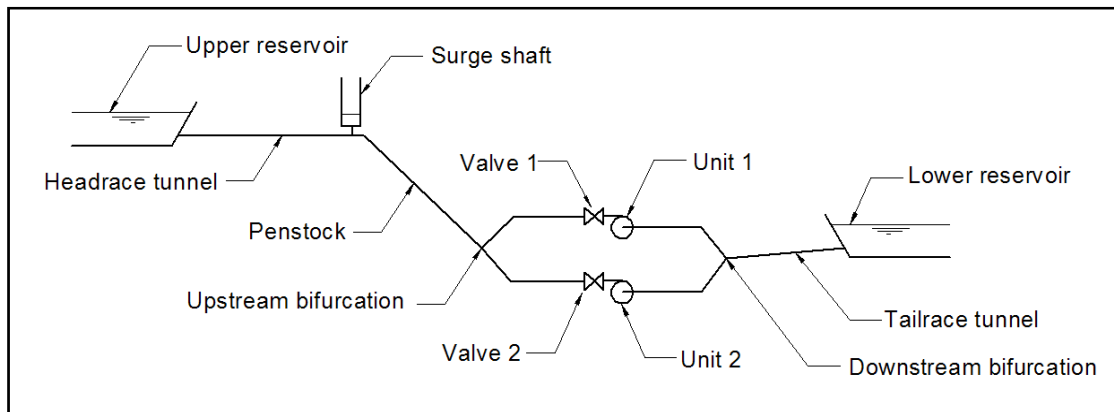 Upper reservoir
Surge shaft
Valve 1
Unit 1
Lower reservoir
Headrace tunnel
Penstock
Upstream bifurcation
Tailrace tunnel
Valve 2
Unit 2
Downstream bifurcation